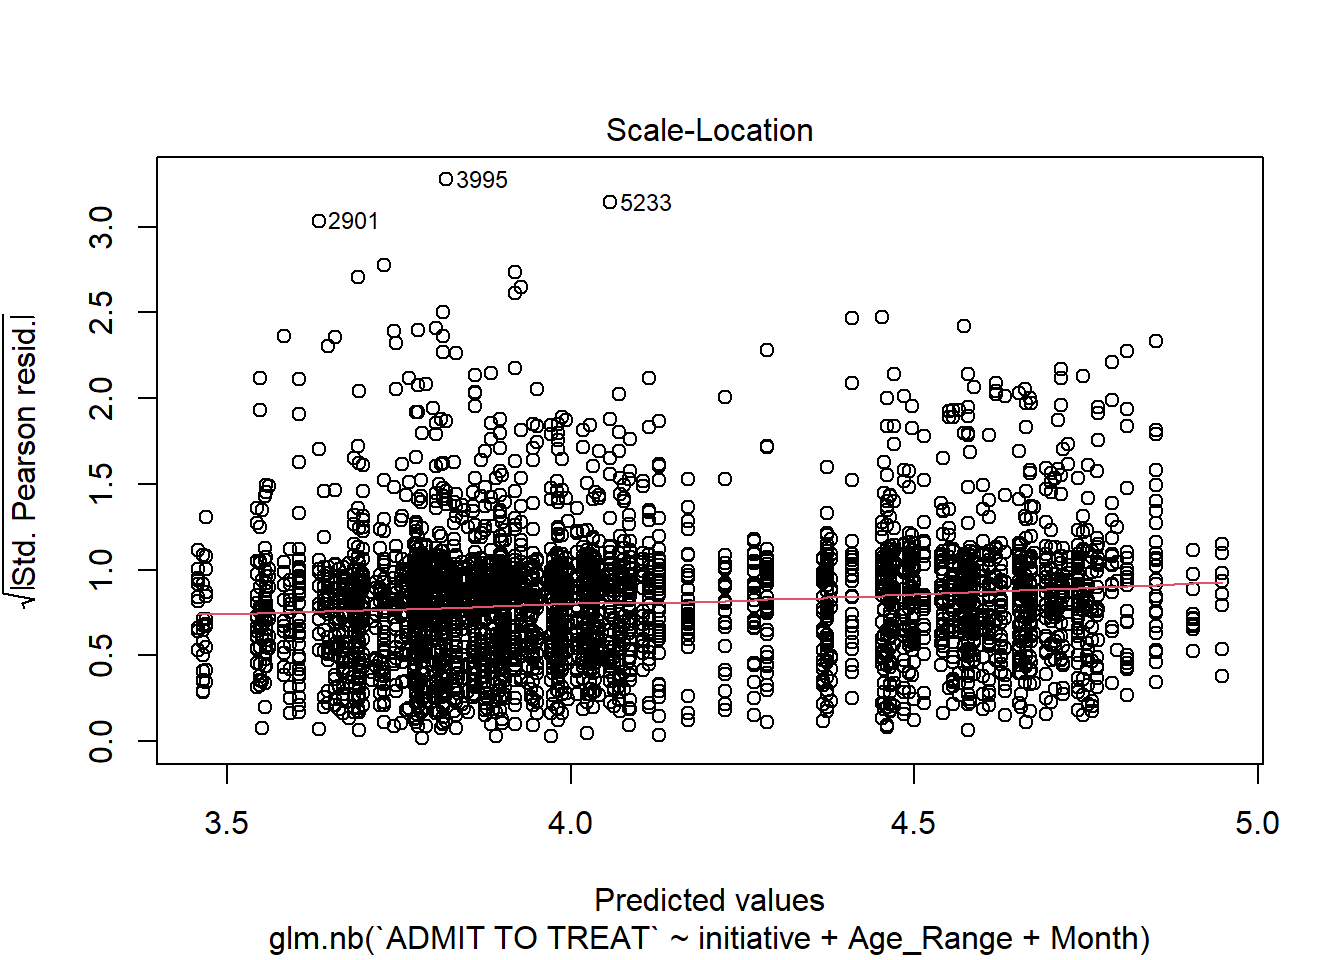 Scale-Location
3995
5233
2901
3.0
2.5
2.0
1.5
1.0
0.5
0.0
√|Std. Pearson resid.|
3.5 4.0 4.5 5.0
Predicted values
glm.nb(`ADMIT TO TREAT` ~ initiative + Age_Range + Month)